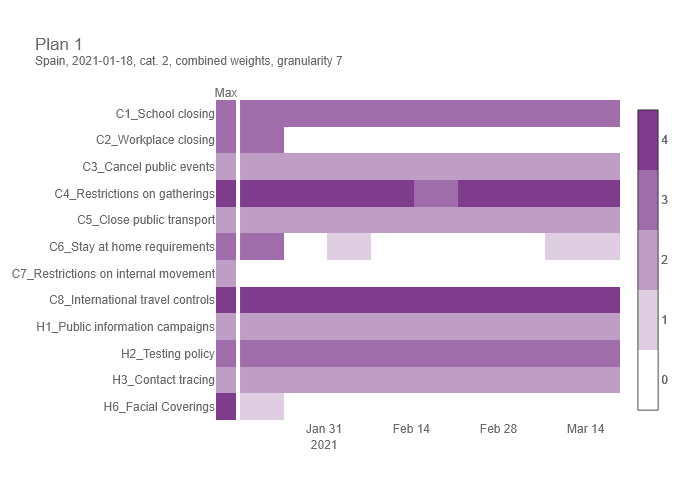 Plan 1
Spain, 2021-01-18, cat. 2, combined weights, granularity 7
Max
C1_School closing
C2_Workplace closing
C3_Cancel public events
C4_Restrictions on gatherings
C5_Close public transport
C6_Stay at home requirements
C7_Restrictions on internal movement
C8_International travel controls
H1_Public information campaigns
H2_Testing policy
H3_Contact tracing
H6_Facial Coverings
Jan 31
2021
Feb 14
Feb 28
Mar 14
4
3
2
1
0